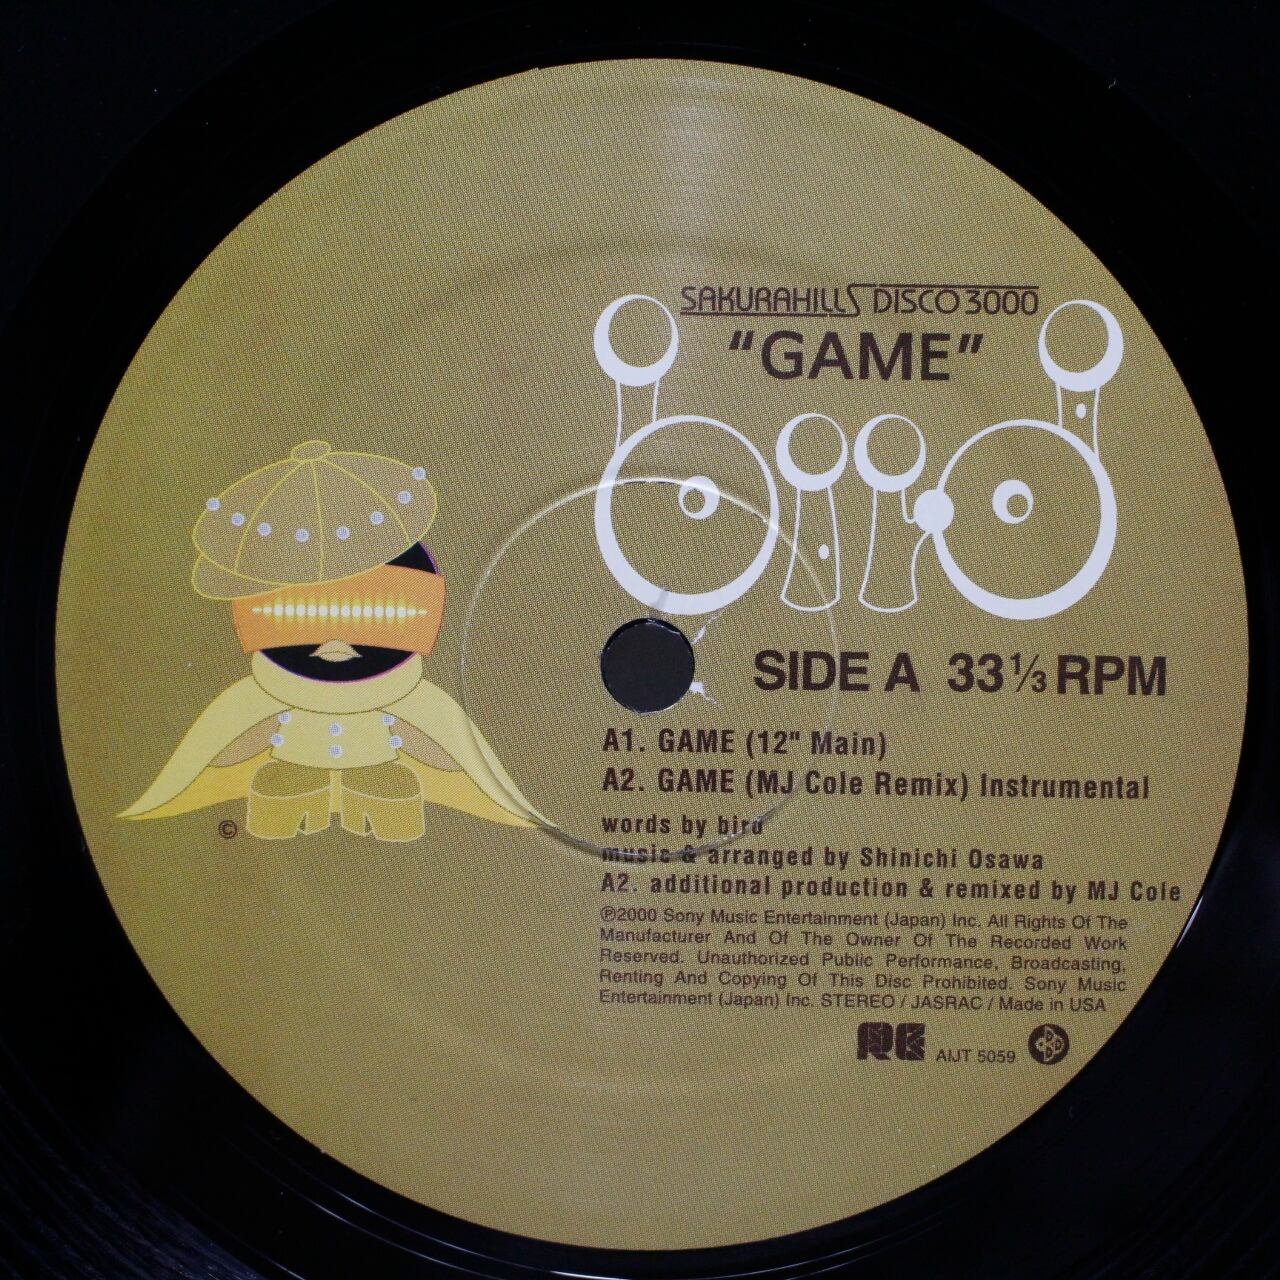 SAKURAHILLS DISCO 3000
"GAME"
bird
SIDE A 33 1/3 RPM
A1. GAME (12" Main)
A2. GAME (MJ Cole Remix) Instrumental
words by bird
music & arranged by Shinichi Osawa
A2. additional production & remixed by MJ Cole
℗2000 Sony Music Entertainment (Japan) Inc. All Rights Of The
Manufacturer And Of The Owner Of The Recorded Work
Reserved. Unauthorized Public Performance, Broadcasting,
Renting And Copying Of This Disc Prohibited. Sony Music
Entertainment (Japan) Inc. STEREO / JASRAC / Made in USA
AIJT 5059
©